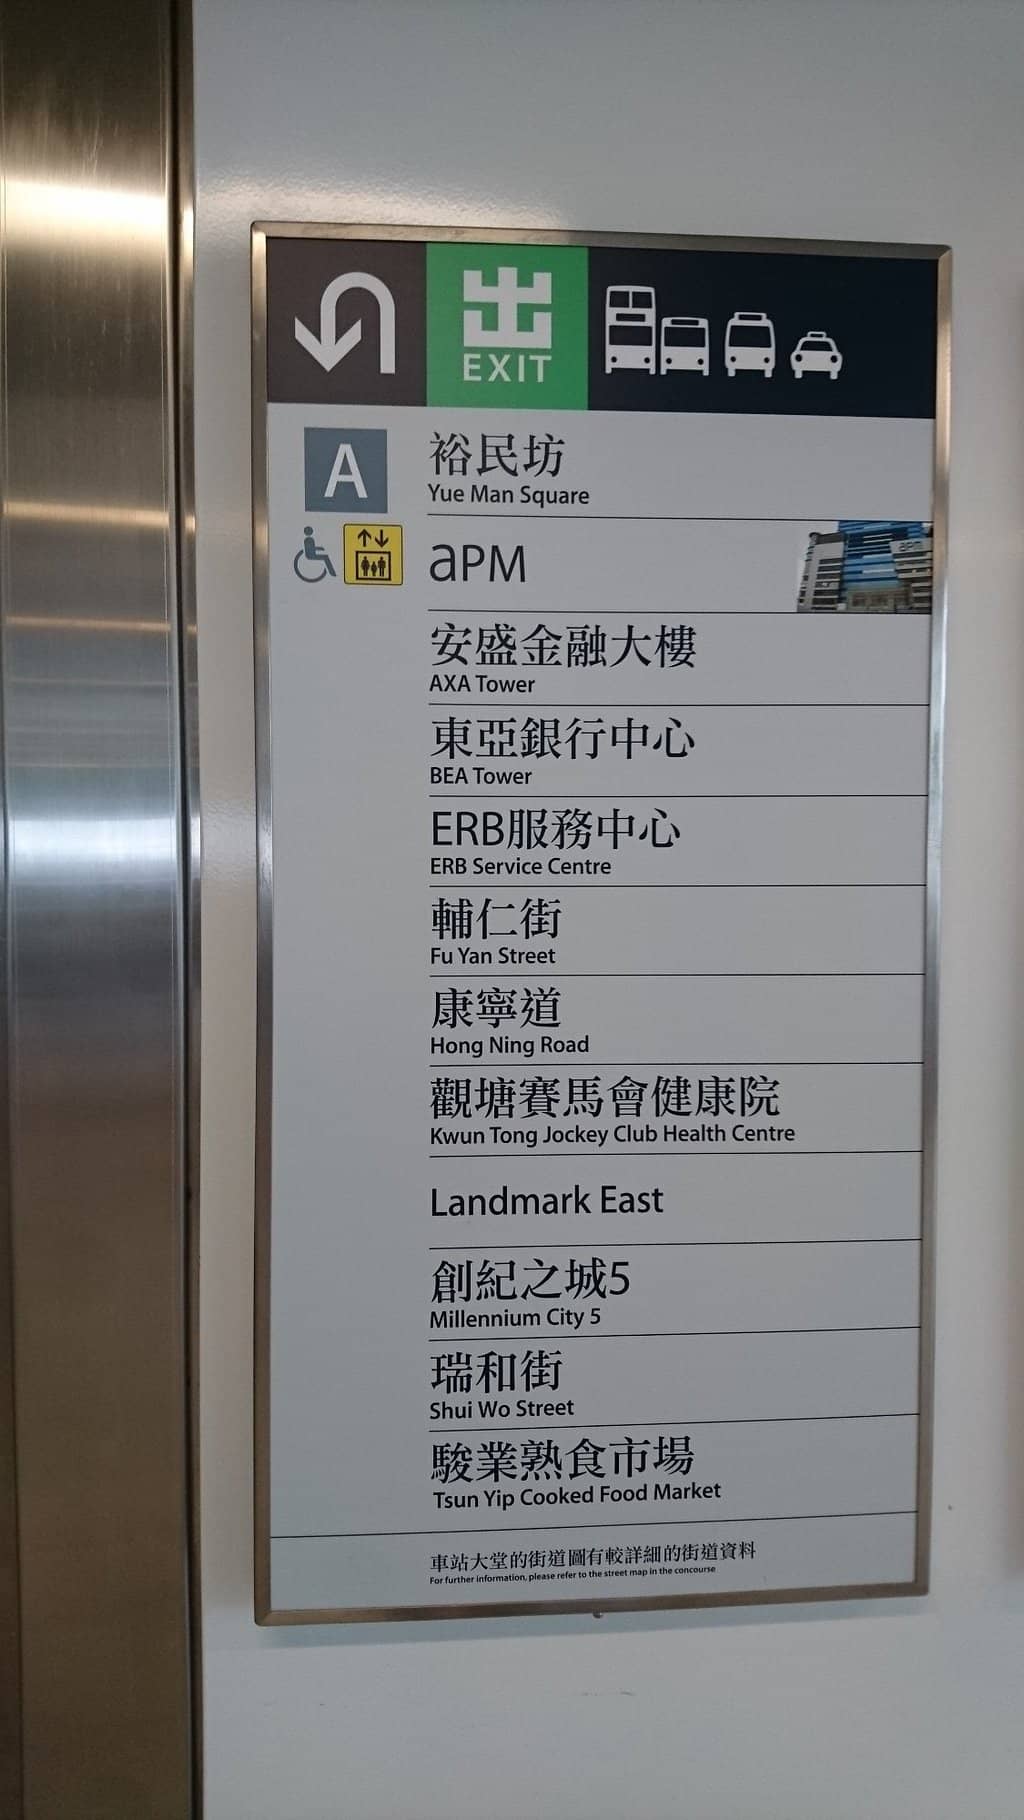 出
EXIT
A
裕民坊
Yue Man Square
aPM
apm
安盛金融大樓
AXA Tower
東亞銀行中心
BEA Tower
ERB服務中心
ERB Service Centre
輔仁街
Fu Yan Street
康寧道
Hong Ning Road
觀塘賽馬會健康院
Kwun Tong Jockey Club Health Centre
Landmark East
創紀之城5
Millennium City 5
瑞和街
Shui Wo Street
駿業熟食市場
Tsun Yip Cooked Food Market
車站大堂的街道圖有較詳細的街道資料
For further information, please refer to the street map in the concourse